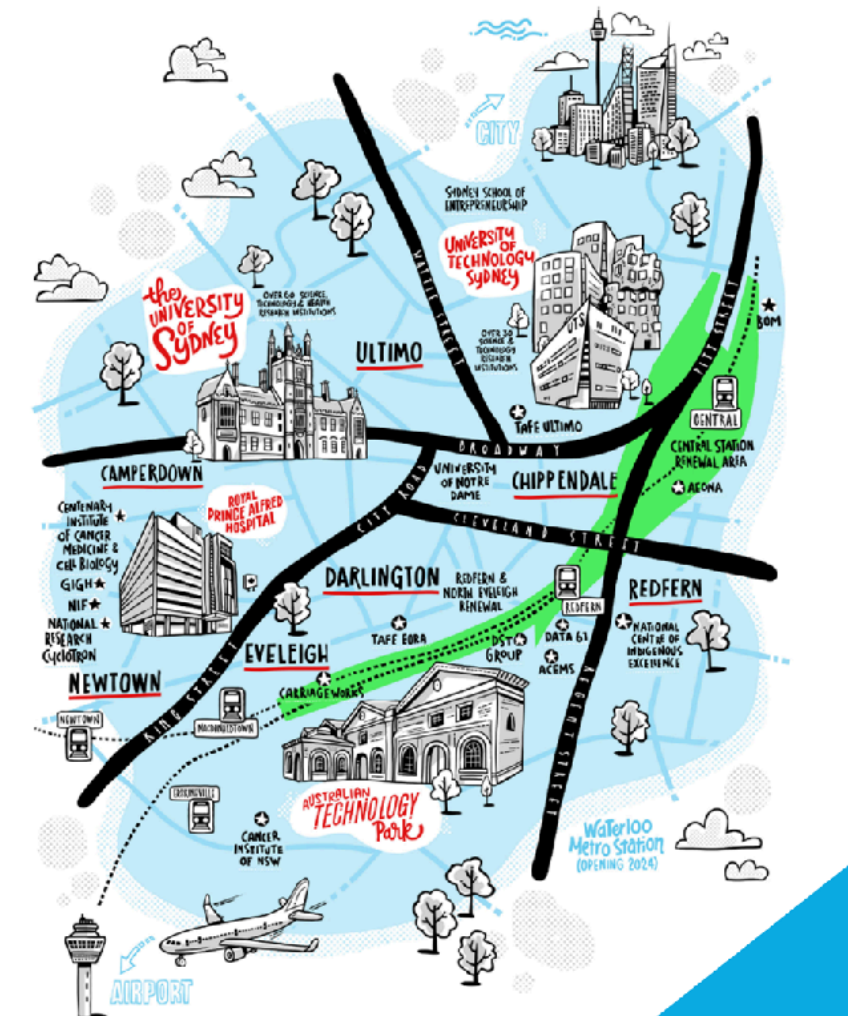 CITY
SYDNEY SCHOOL OF
ENTREPRENEURSHIP
UNIVERSITY
OF
TECHNOLOGY
SYDNEY
the
UNIVERSITY
OF
SYDNEY
OVER 60 SCIENCE,
TECHNOLOGY & HEALTH
RESEARCH INSTITUTIONS
WATTLE STREET
PITT STREET
BOM
OVER 30
SCIENCE &
TECHNOLOGY
RESEARCH
INSTITUTIONS
UTS
ULTIMO
TAFE ULTIMO
CENTRAL
CENTRAL STATION
RENEWAL AREA
AEONA
BROADWAY
CAMPERDOWN
UNIVERSITY
OF NOTRE
DAME
CHIPPENDALE
CITY ROAD
CLEVELAND STREET
ROYAL
PRINCE ALFRED
HOSPITAL
CENTENARY
INSTITUTE
OF CANCER
MEDICINE &
CELL BIOLOGY
GIGH
NIF
NATIONAL
RESEARCH
CYCLOTRON
DARLINGTON
REDFERN &
NORTH EVELEIGH
RENEWAL
REDFERN
REDFERN
TAFE EORA
DST
GROUP
DATA 61
ACEMS
NATIONAL
CENTRE OF
INDIGENOUS
EXCELLENCE
EVELEIGH
CARRIAGEWORKS
NEWTOWN
NEWTOWN
KING STREET
MACDONALDTOWN
REGENT STREET
ERSKINEVILLE
AUSTRALIAN
TECHNOLOGY
Park
CANCER
INSTITUTE
OF NSW
Waterloo
Metro Station
(OPENING 2024)
AIRPORT